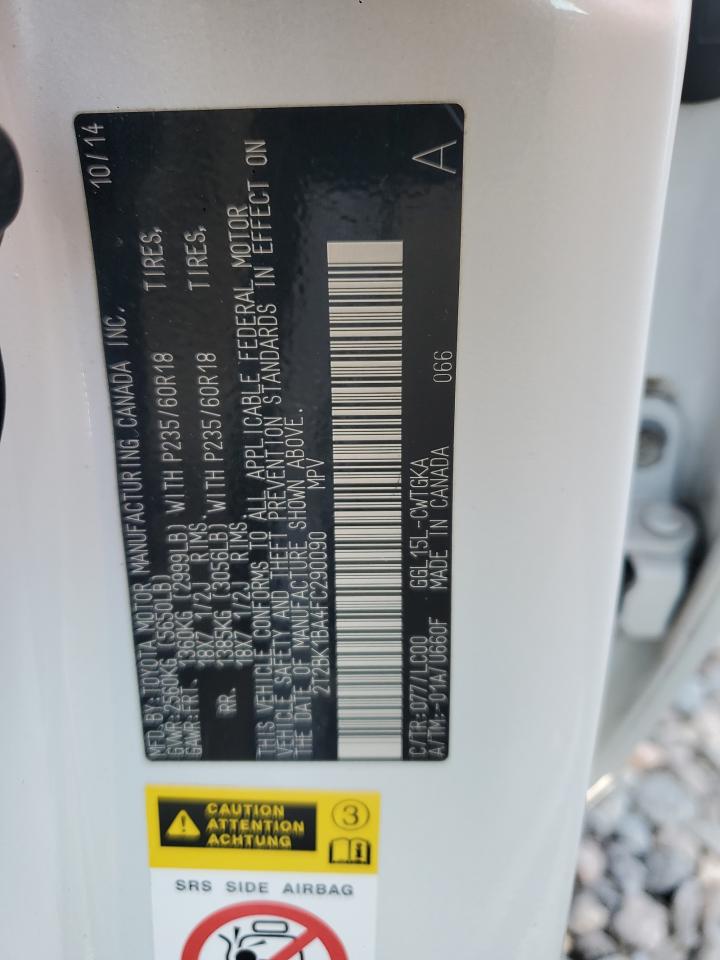 MFD.BY:TOYOTA MOTOR MANUFACTURING CANADA INC. 10/14
GVWR:2560KG (5650LB)
GAWR:FRT. 1360KG (2999LB) WITH P235/60R18 TIRES,
18X7 1/2J RIMS.
RR. 1385KG (3056LB) WITH P235/60R18 TIRES,
18X7 1/2J RIMS.
THIS VEHICLE CONFORMS TO ALL APPLICABLE FEDERAL MOTOR
VEHICLE SAFETY AND THEFT PREVENTION STANDARDS IN EFFECT ON
THE DATE OF MANUFACTURE SHOWN ABOVE.
2T2BK1BA4FC290090 MPV
C/TR:077/LC00 GGL15L-CWTGKA A
A/TM:-01A/U660F MADE IN CANADA 066
CAUTION
ATTENTION
ACHTUNG
3
SRS SIDE AIRBAG